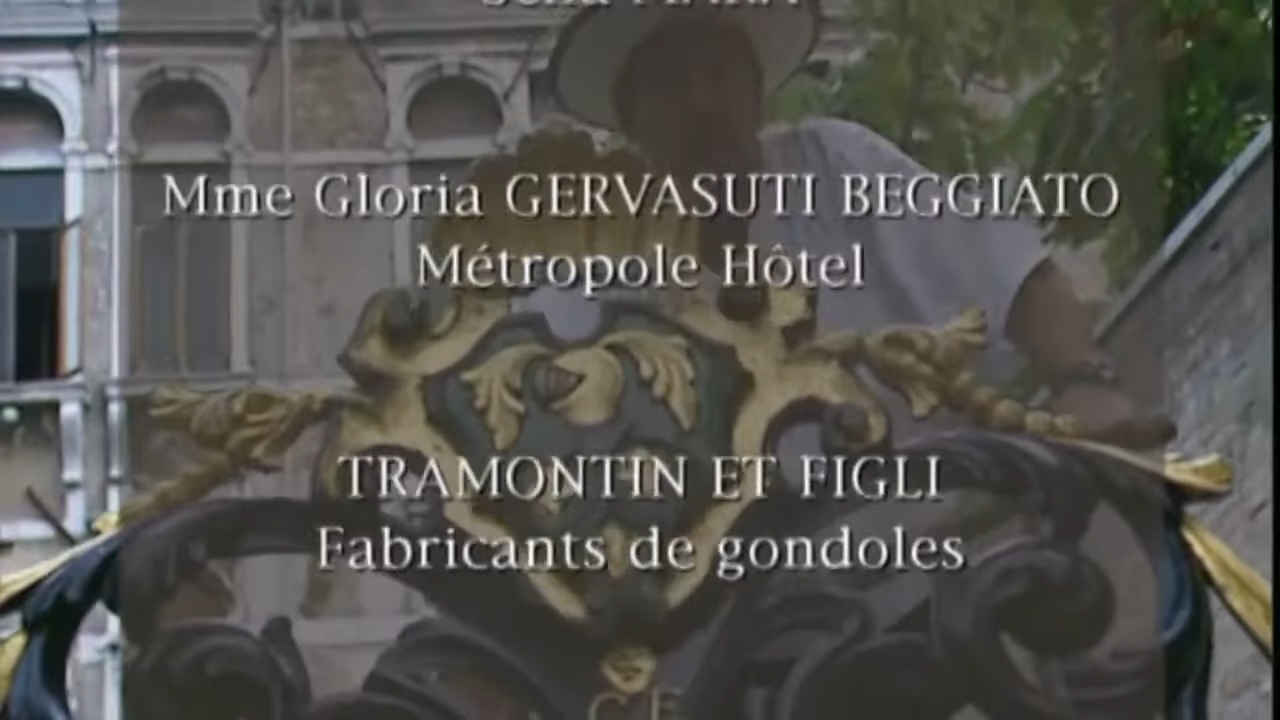 Mme Gloria GERVASUTI BEGGIATO
Métropole Hôtel
TRAMONTIN ET FIGLI
Fabricants de gondoles